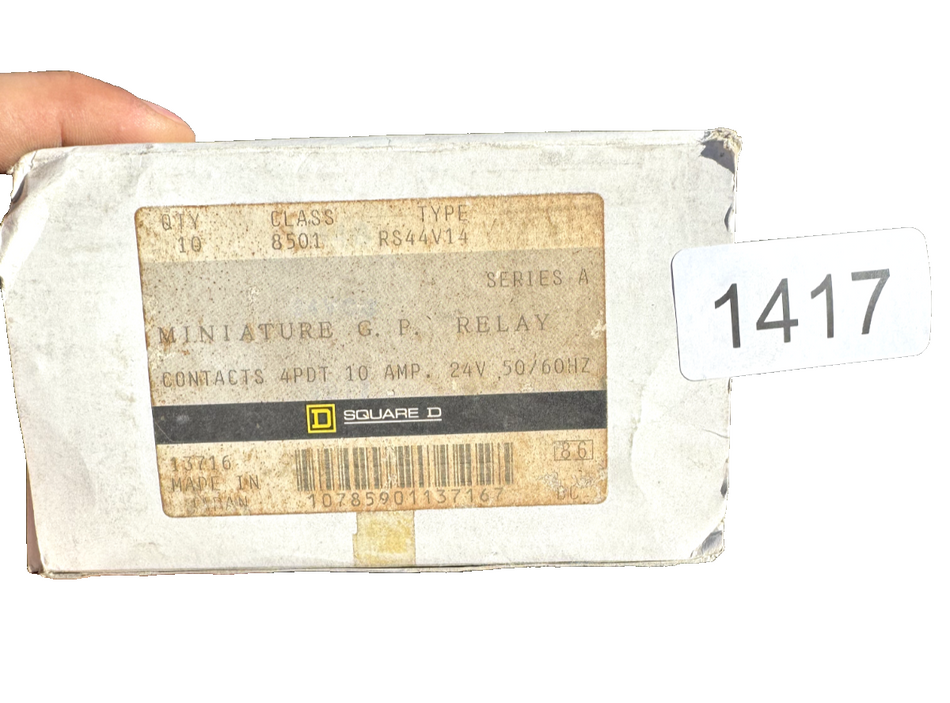 QTY CLASS TYPE
10 8501 RS44V14
SERIES A
MINIATURE G. P. RELAY
CONTACTS 4PDT 10 AMP. 24V 50/60HZ
D SQUARE D
13716
MADE IN
86
DC
10785901137167
1417